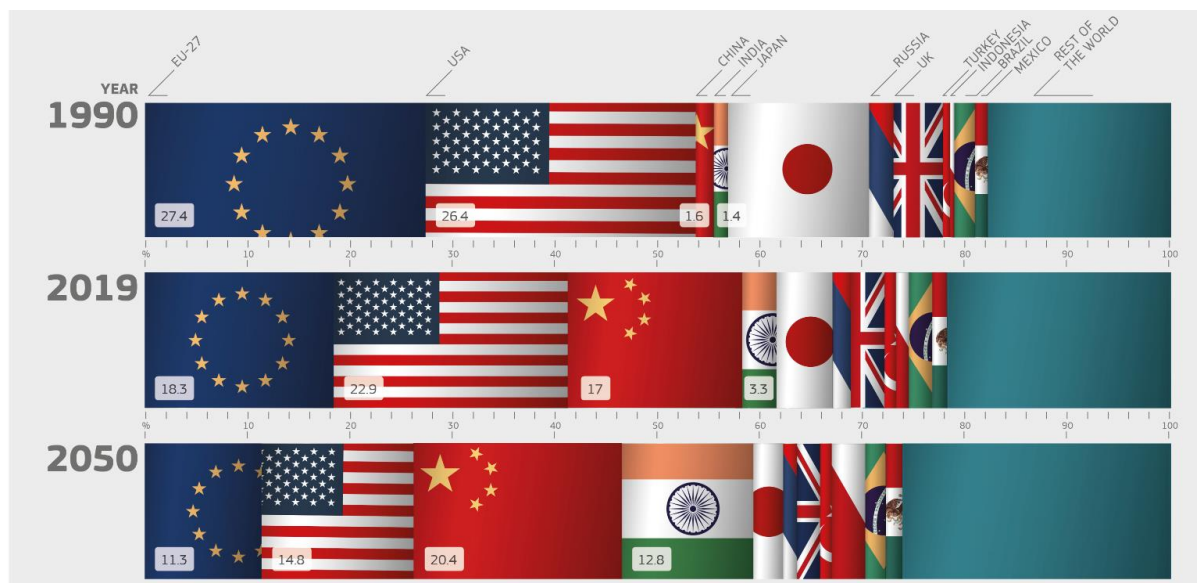 EU-27
USA
CHINA
INDIA
JAPAN
RUSSIA
UK
TURKEY
INDONESIA
BRAZIL
MEXICO
REST OF
THE WORLD
YEAR
1990
27.4
26.4
1.6
1.4
% 10 20 30 40 50 60 70 80 90 100
2019
18.3
22.9
17
3.3
% 10 20 30 40 50 60 70 80 90 100
2050
11.3
14.8
20.4
12.8